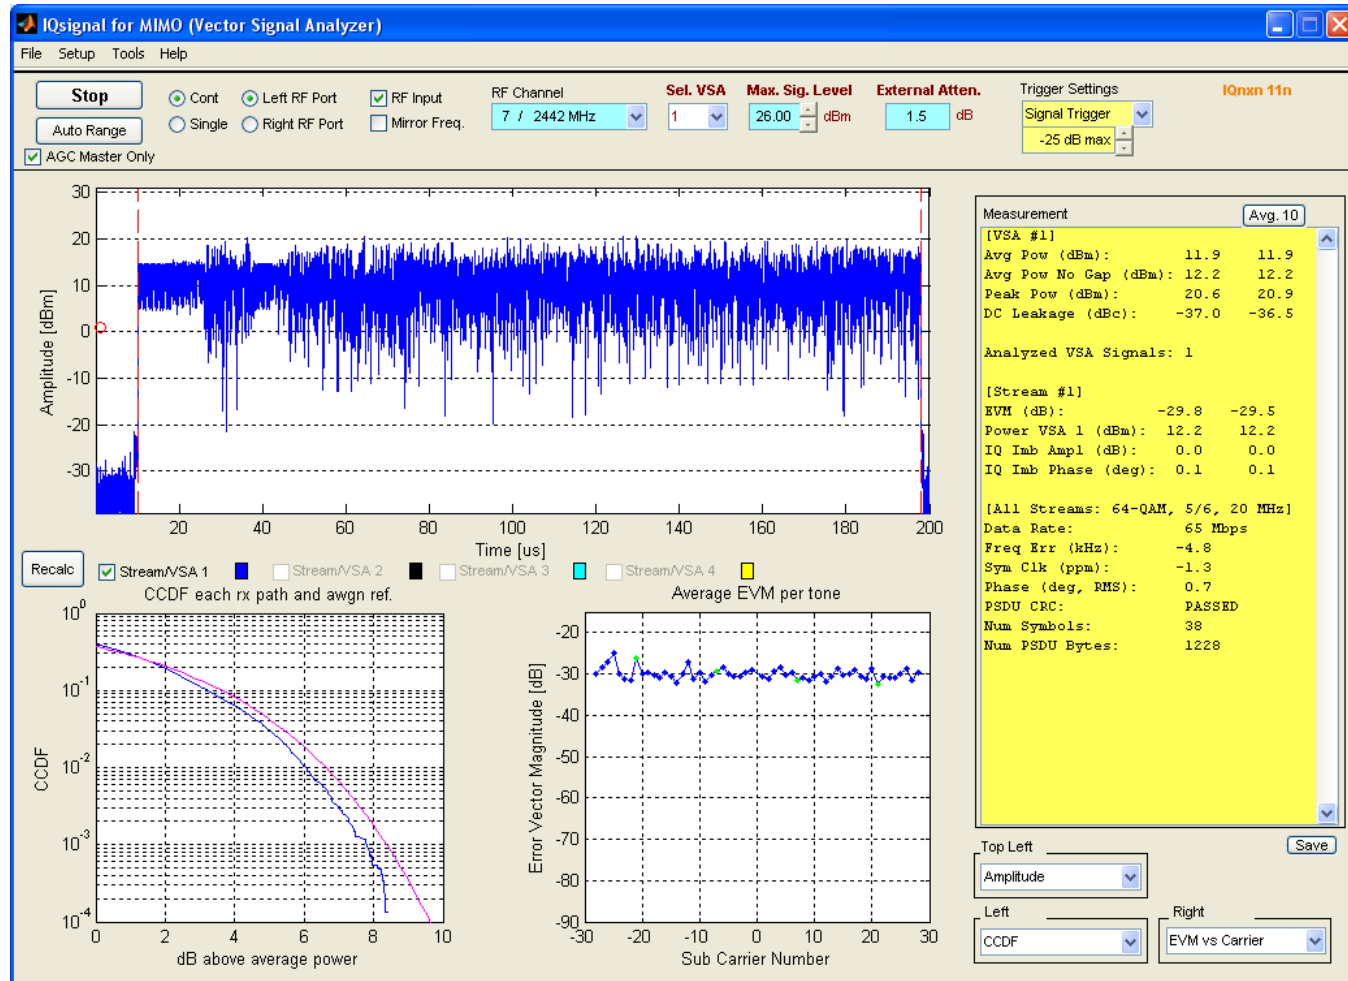 IQsignal for MIMO (Vector Signal Analyzer)
File Setup Tools Help
Stop
Auto Range
AGC Master Only
Cont
Single
Left RF Port
Right RF Port
RF Input
Mirror Freq.
RF Channel
7 / 2442 MHz
Sel. VSA
1
Max. Sig. Level
26.00 dBm
External Atten.
1.5 dB
Trigger Settings
Signal Trigger
-25 dB max
IQnxn 11n
Amplitude [dBm]
30
20
10
0
-10
-20
-30
20 40 60 80 100 120 140 160 180 200
Time [us]
Recalc
Stream/VSA 1
Stream/VSA 2
Stream/VSA 3
Stream/VSA 4
CCDF each rx path and awgn ref.
CCDF
10^0
10^-1
10^-2
10^-3
10^-4
0 2 4 6 8 10
dB above average power
Average EVM per tone
Error Vector Magnitude [dB]
-20
-30
-40
-50
-60
-70
-80
-90
-30 -20 -10 0 10 20 30
Sub Carrier Number
Measurement
Avg. 10
[VSA #1]
Avg Pow (dBm): 11.9 11.9
Avg Pow No Gap (dBm): 12.2 12.2
Peak Pow (dBm): 20.6 20.9
DC Leakage (dBc): -37.0 -36.5
Analyzed VSA Signals: 1
[Stream #1]
EVM (dB): -29.8 -29.5
Power VSA 1 (dBm): 12.2 12.2
IQ Imb Ampl (dB): 0.0 0.0
IQ Imb Phase (deg): 0.1 0.1
[All Streams: 64-QAM, 5/6, 20 MHz]
Data Rate: 65 Mbps
Freq Err (kHz): -4.8
Sym Clk (ppm): -1.3
Phase (deg, RMS): 0.7
PSDU CRC: PASSED
Num Symbols: 38
Num PSDU Bytes: 1228
Save
Top Left
Amplitude
Left
CCDF
Right
EVM vs Carrier